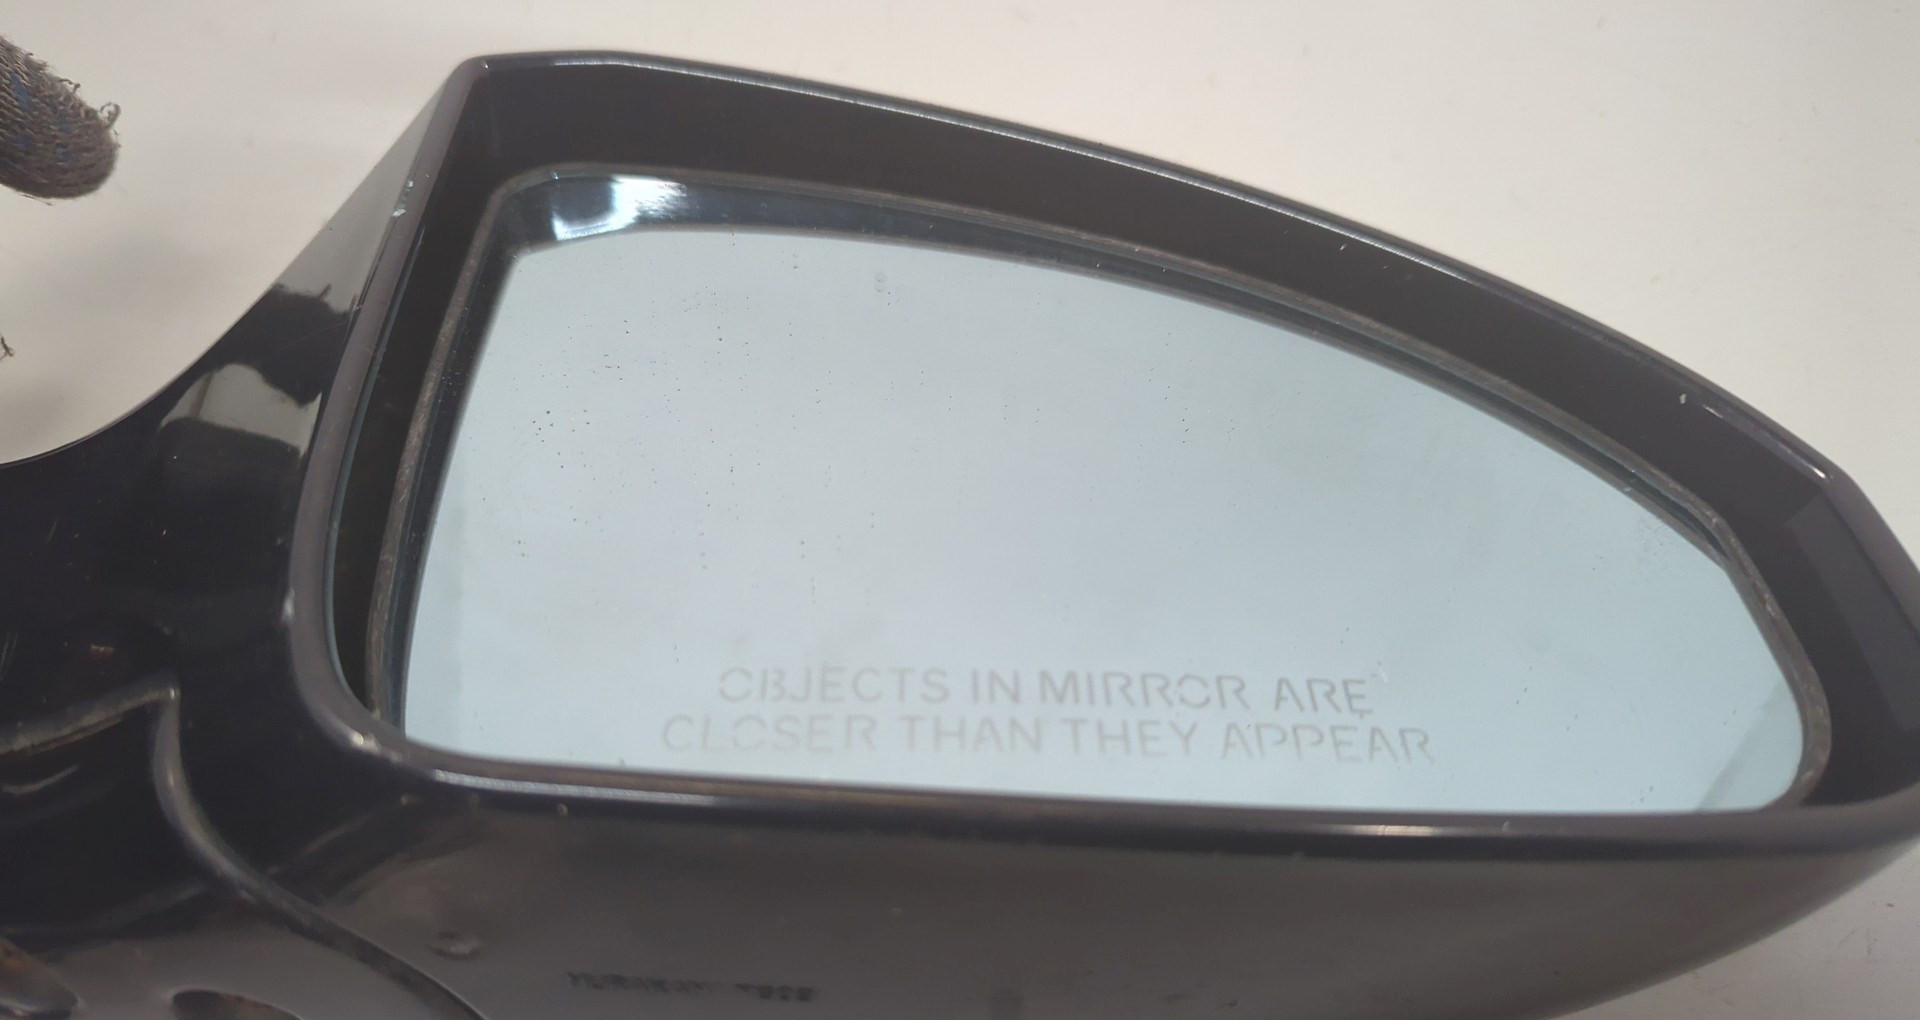 OBJECTS IN MIRROR ARE
CLOSER THAN THEY APPEAR